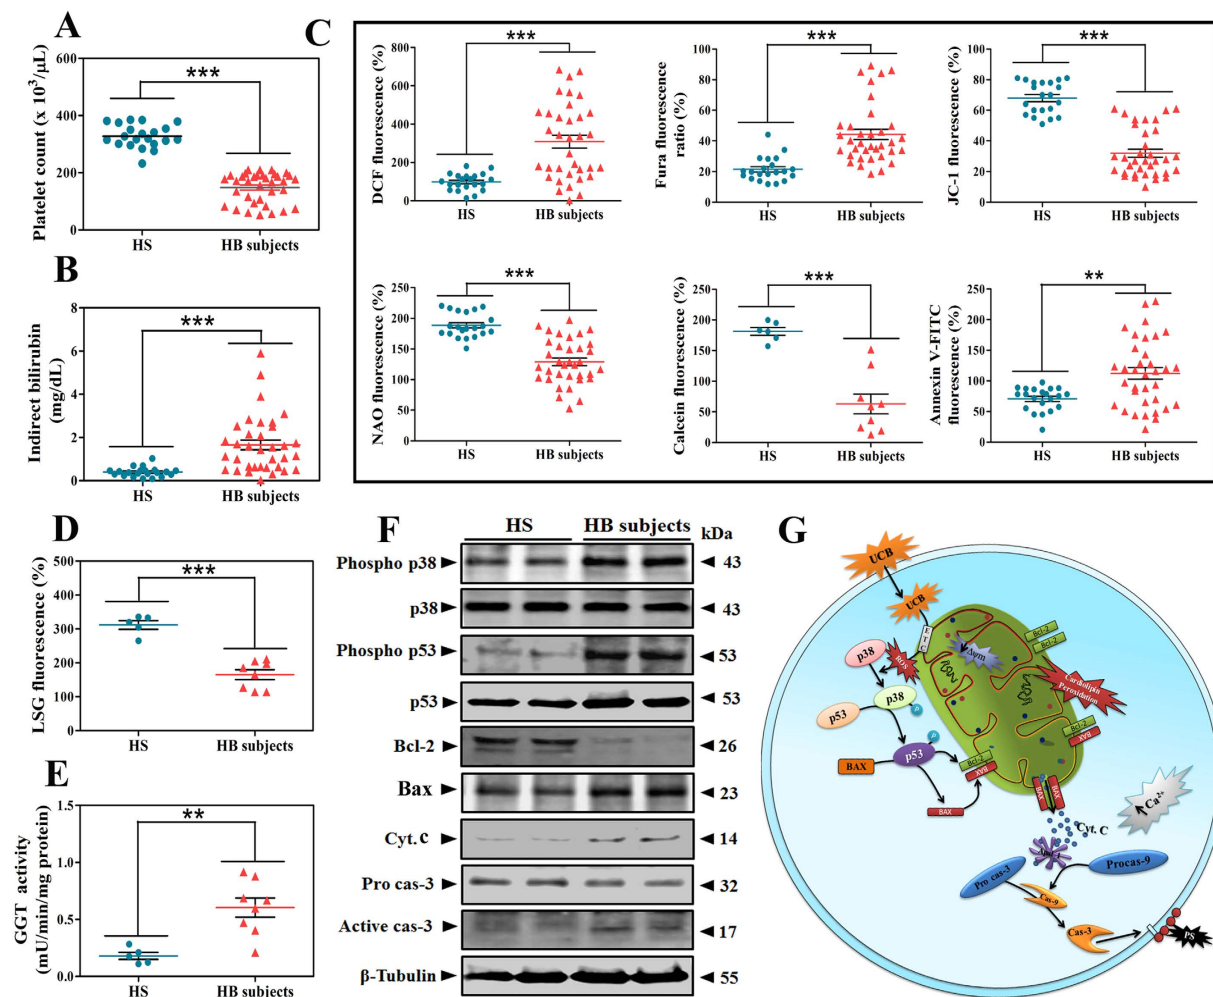 A
Platelet count (x 10³/µL)
600
400
200
0
***
HS
HB subjects
B
Indirect bilirubin
(mg/dL)
8
6
4
2
0
***
HS
HB subjects
C
DCF fluorescence (%)
800
600
400
200
0
***
HS
HB subjects
Fura fluorescence
ratio (%)
100
80
60
40
20
0
***
HS
HB subjects
JC-1 fluorescence (%)
100
80
60
40
20
0
***
HS
HB subjects
NAO fluorescence (%)
250
200
150
100
50
0
***
HS
HB subjects
Calcein fluorescence (%)
250
200
150
100
50
0
***
HS
HB subjects
Annexin V-FITC
fluorescence (%)
250
200
150
100
50
0
**
HS
HB subjects
D
LSG fluorescence (%)
500
400
300
200
100
0
***
HS
HB subjects
E
GGT activity
(mU/min/mg protein)
1.5
1.0
0.5
0.0
**
HS
HB subjects
F
HS HB subjects kDa
Phospho p38 43
p38 43
Phospho p53 53
p53 53
Bcl-2 26
Bax 23
Cyt. c 14
Pro cas-3 32
Active cas-3 17
β-Tubulin 55
G
UCB
UCB
ETC
ROS
p38
p38
P
p53
P
p53
BAX
BAX
Bcl-2
BAX
Δψm
Bcl-2
Bcl-2
Cardiolipin
Peroxidation
Bcl-2
BAX
BAX
BAX
Cyt. C
Ca²⁺
Procas-9
Pro cas-3
Cas-9
Cas-3
PS